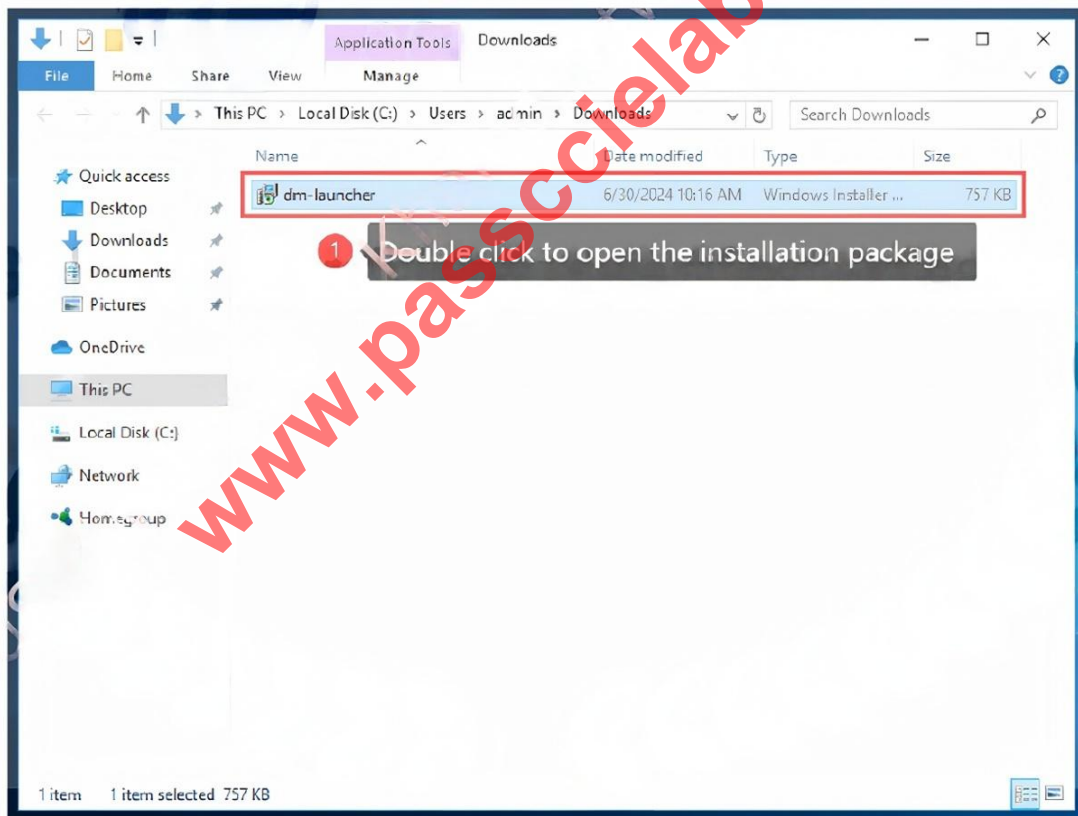 Application Tools Downloads
File Home Share View Manage
This PC > Local Disk (C:) > Users > admin > Downloads Search Downloads
Name Date modified Type Size
Quick access
dm-launcher 6/30/2024 10:16 AM Windows Installer ... 757 KB
Desktop
Downloads
1 Double click to open the installation package
Documents
Pictures
OneDrive
This PC
Local Disk (C:)
Network
Homegroup
www.passccielab
1 item 1 item selected 757 KB